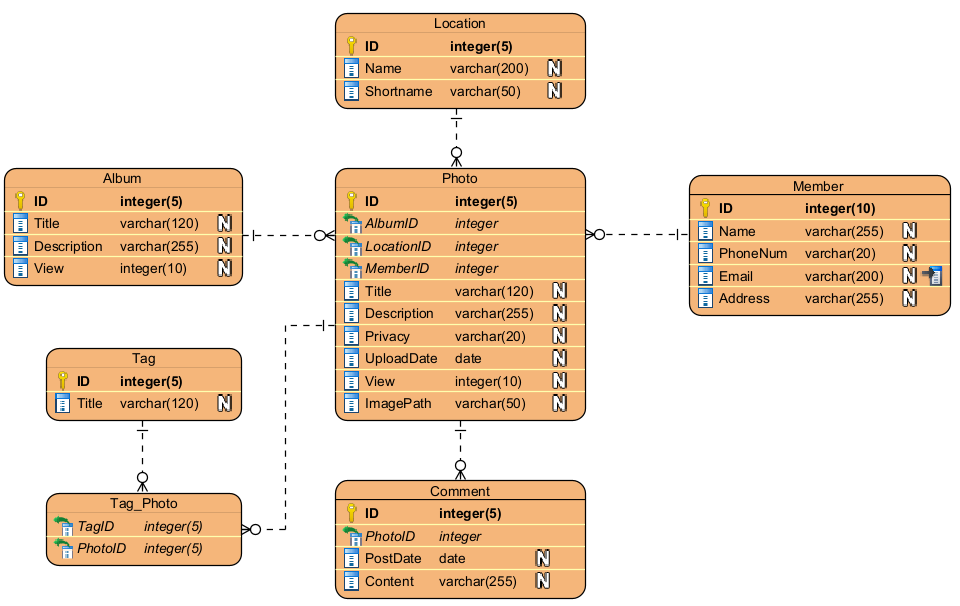 Location
ID integer(5)
Name varchar(200) N
Shortname varchar(50) N
Album
ID integer(5)
Title varchar(120) N
Description varchar(255) N
View integer(10) N
Photo
ID integer(5)
AlbumID integer
LocationID integer
MemberID integer
Title varchar(120) N
Description varchar(255) N
Privacy varchar(20) N
UploadDate date N
View integer(10) N
ImagePath varchar(50) N
Member
ID integer(10)
Name varchar(255) N
PhoneNum varchar(20) N
Email varchar(200) N
Address varchar(255) N
Tag
ID integer(5)
Title varchar(120) N
Tag_Photo
TagID integer(5)
PhotoID integer(5)
Comment
ID integer(5)
PhotoID integer
PostDate date N
Content varchar(255) N